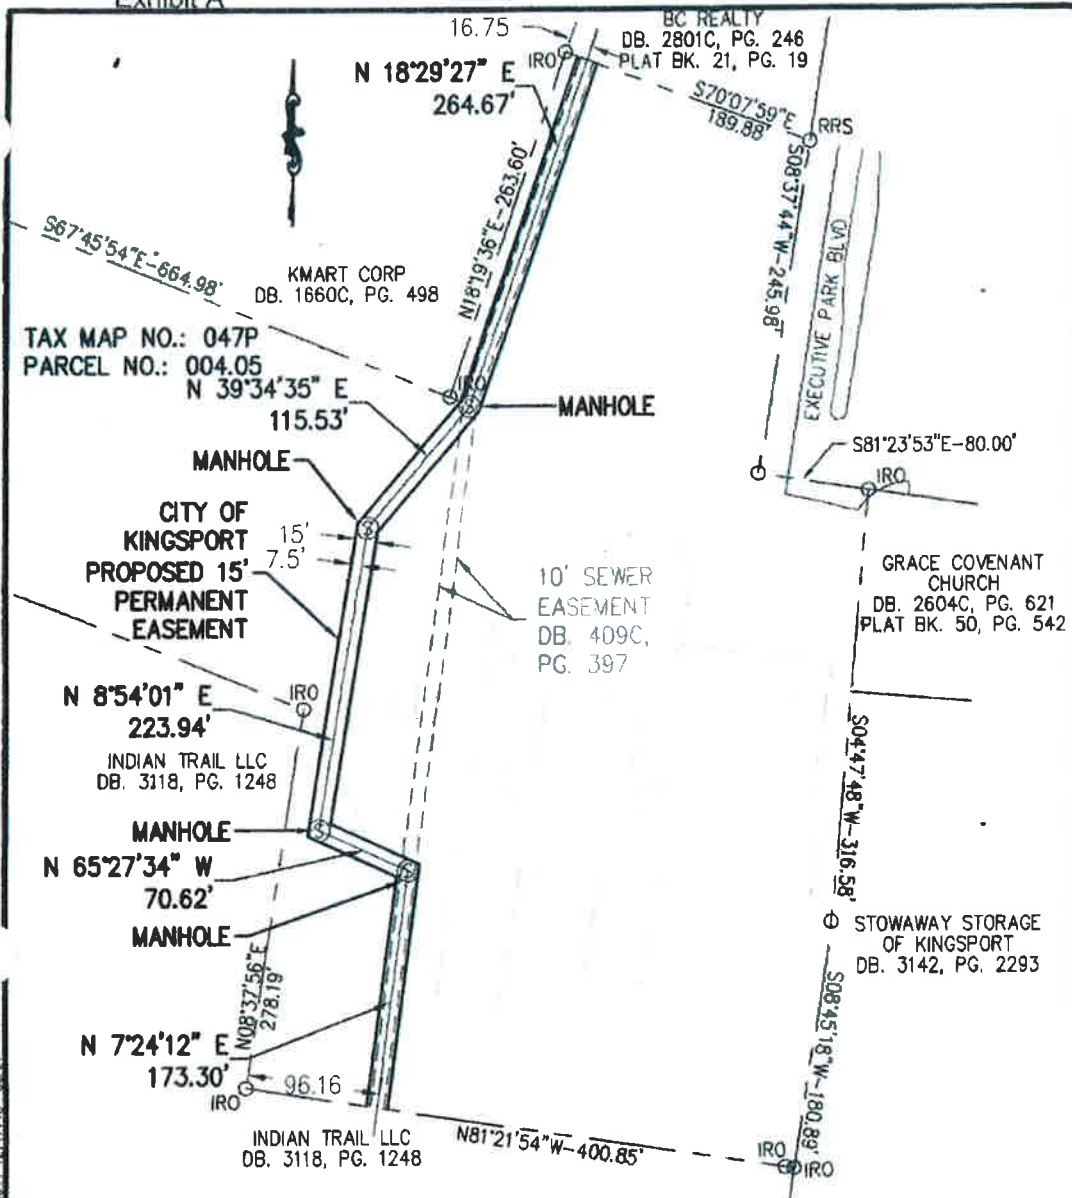 Exhibit A
16.75
BC REALTY
DB. 2801C, PG. 246
PLAT BK. 21, PG. 19
IRO
N 18°29'27" E
264.67'
S70°07'59"E
189.88'
RRS
N18°19'36"E-263.60'
S08°37'44"W-245.98'
EXECUTIVE PARK BLVD
S67°45'54"E-664.98'
KMART CORP
DB. 1660C, PG. 498
TAX MAP NO.: 047P
PARCEL NO.: 004.05
IRO
N 39°34'35" E
115.53'
MANHOLE
S81°23'53"E-80.00'
IRO
MANHOLE
S
S
CITY OF
KINGSPORT
PROPOSED 15'
PERMANENT
EASEMENT
15'
7.5'
10' SEWER
EASEMENT
DB. 409C,
PG. 397
GRACE COVENANT
CHURCH
DB. 2604C, PG. 621
PLAT BK. 50, PG. 542
N 8°54'01" E
223.94'
IRO
INDIAN TRAIL LLC
DB. 3118, PG. 1248
S04°47'48"W-316.58'
MANHOLE
S
N 65°27'34" W
70.62'
S
MANHOLE
STOWAWAY STORAGE
OF KINGSPORT
DB. 3142, PG. 2293
N08°37'56"E
278.19'
S08°45'18"W-180.89'
N 7°24'12" E
173.30'
IRO
96.16
INDIAN TRAIL LLC
DB. 3118, PG. 1248
N81°21'54"W-400.85'
IRO
IRO